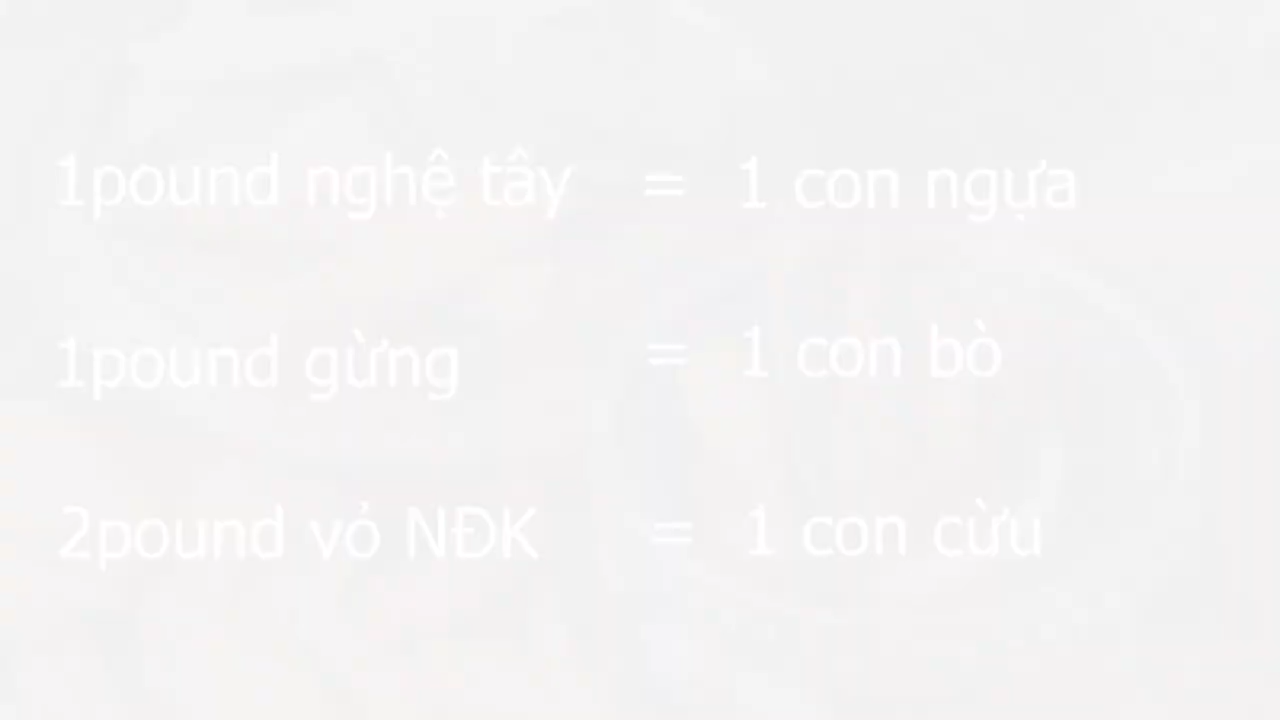 1pound nghệ tây = 1 con ngựa
1pound gừng = 1 con bò
2pound vỏ NĐK = 1 con cừu